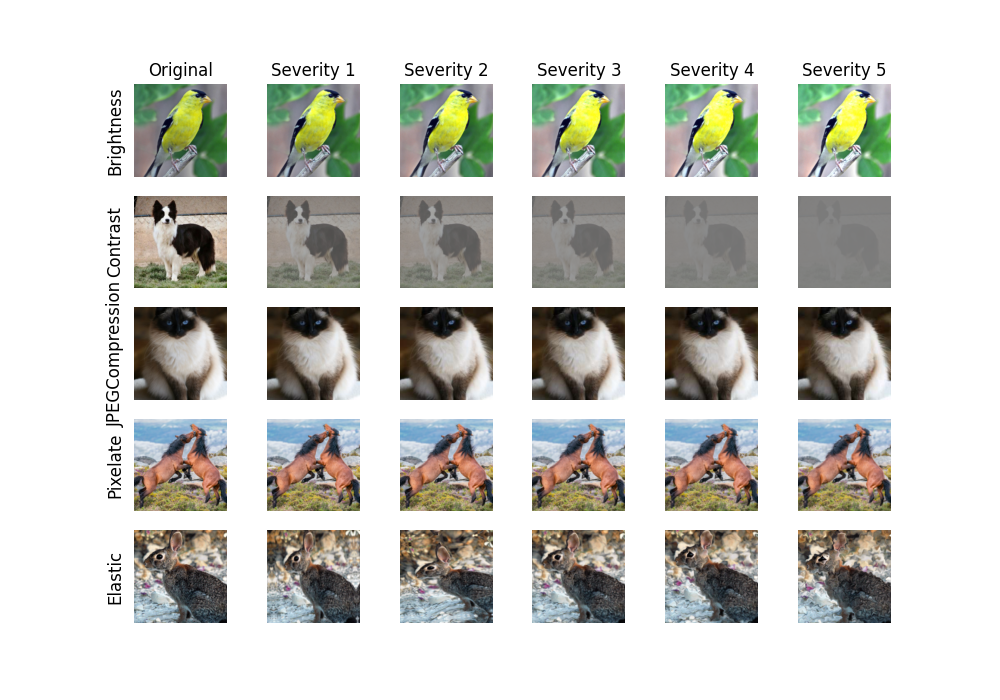 Original Severity 1 Severity 2 Severity 3 Severity 4 Severity 5
Brightness
Contrast
JPEGCompression
Pixelate
Elastic